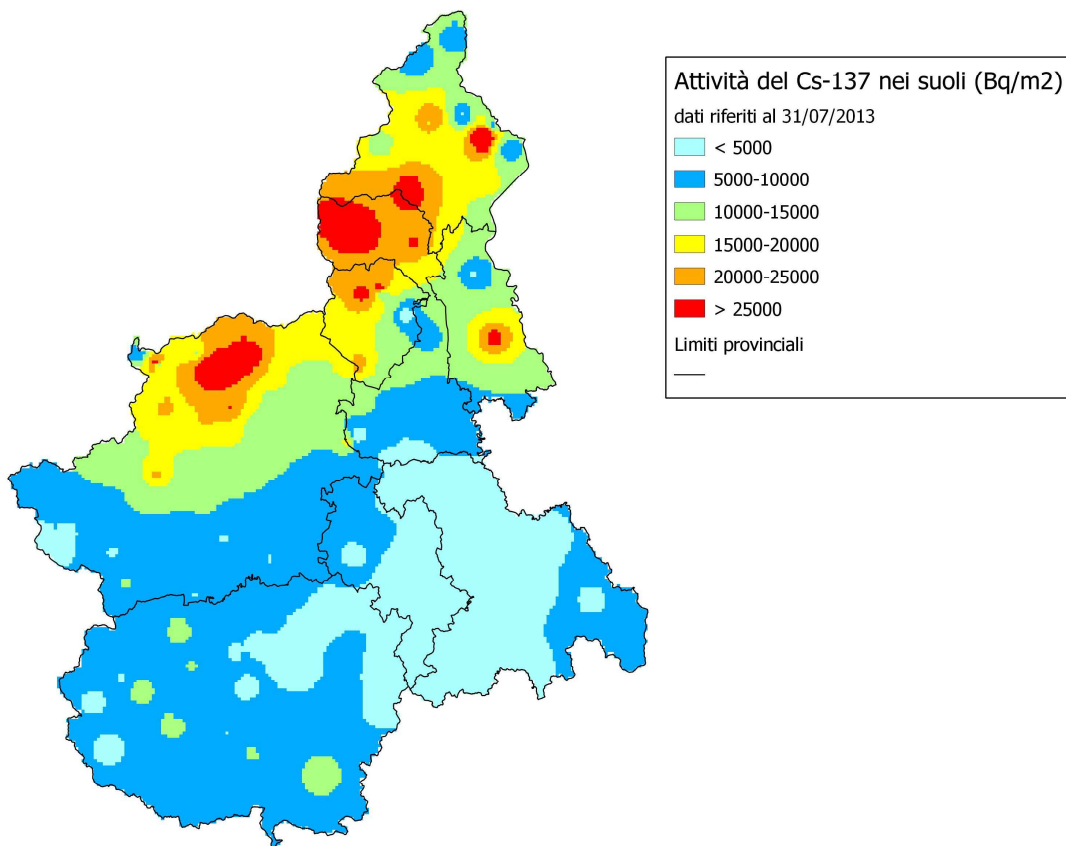 Attività del Cs-137 nei suoli (Bq/m2)
dati riferiti al 31/07/2013
< 5000
5000-10000
10000-15000
15000-20000
20000-25000
> 25000
Limiti provinciali